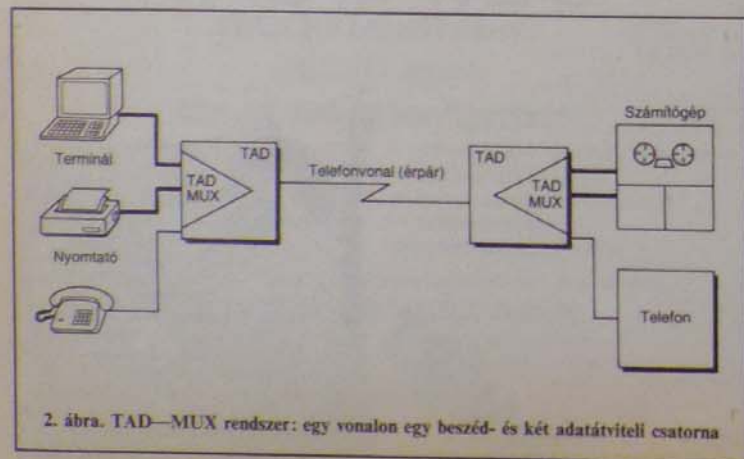 Számítógép
TAD
TAD
Terminál
Telefonvonal (érpár)
TAD
MUX
TAD
MUX
Nyomtató
Telefon
2. ábra. TAD—MUX rendszer: egy vonalon egy beszéd- és két adatátviteli csatorna